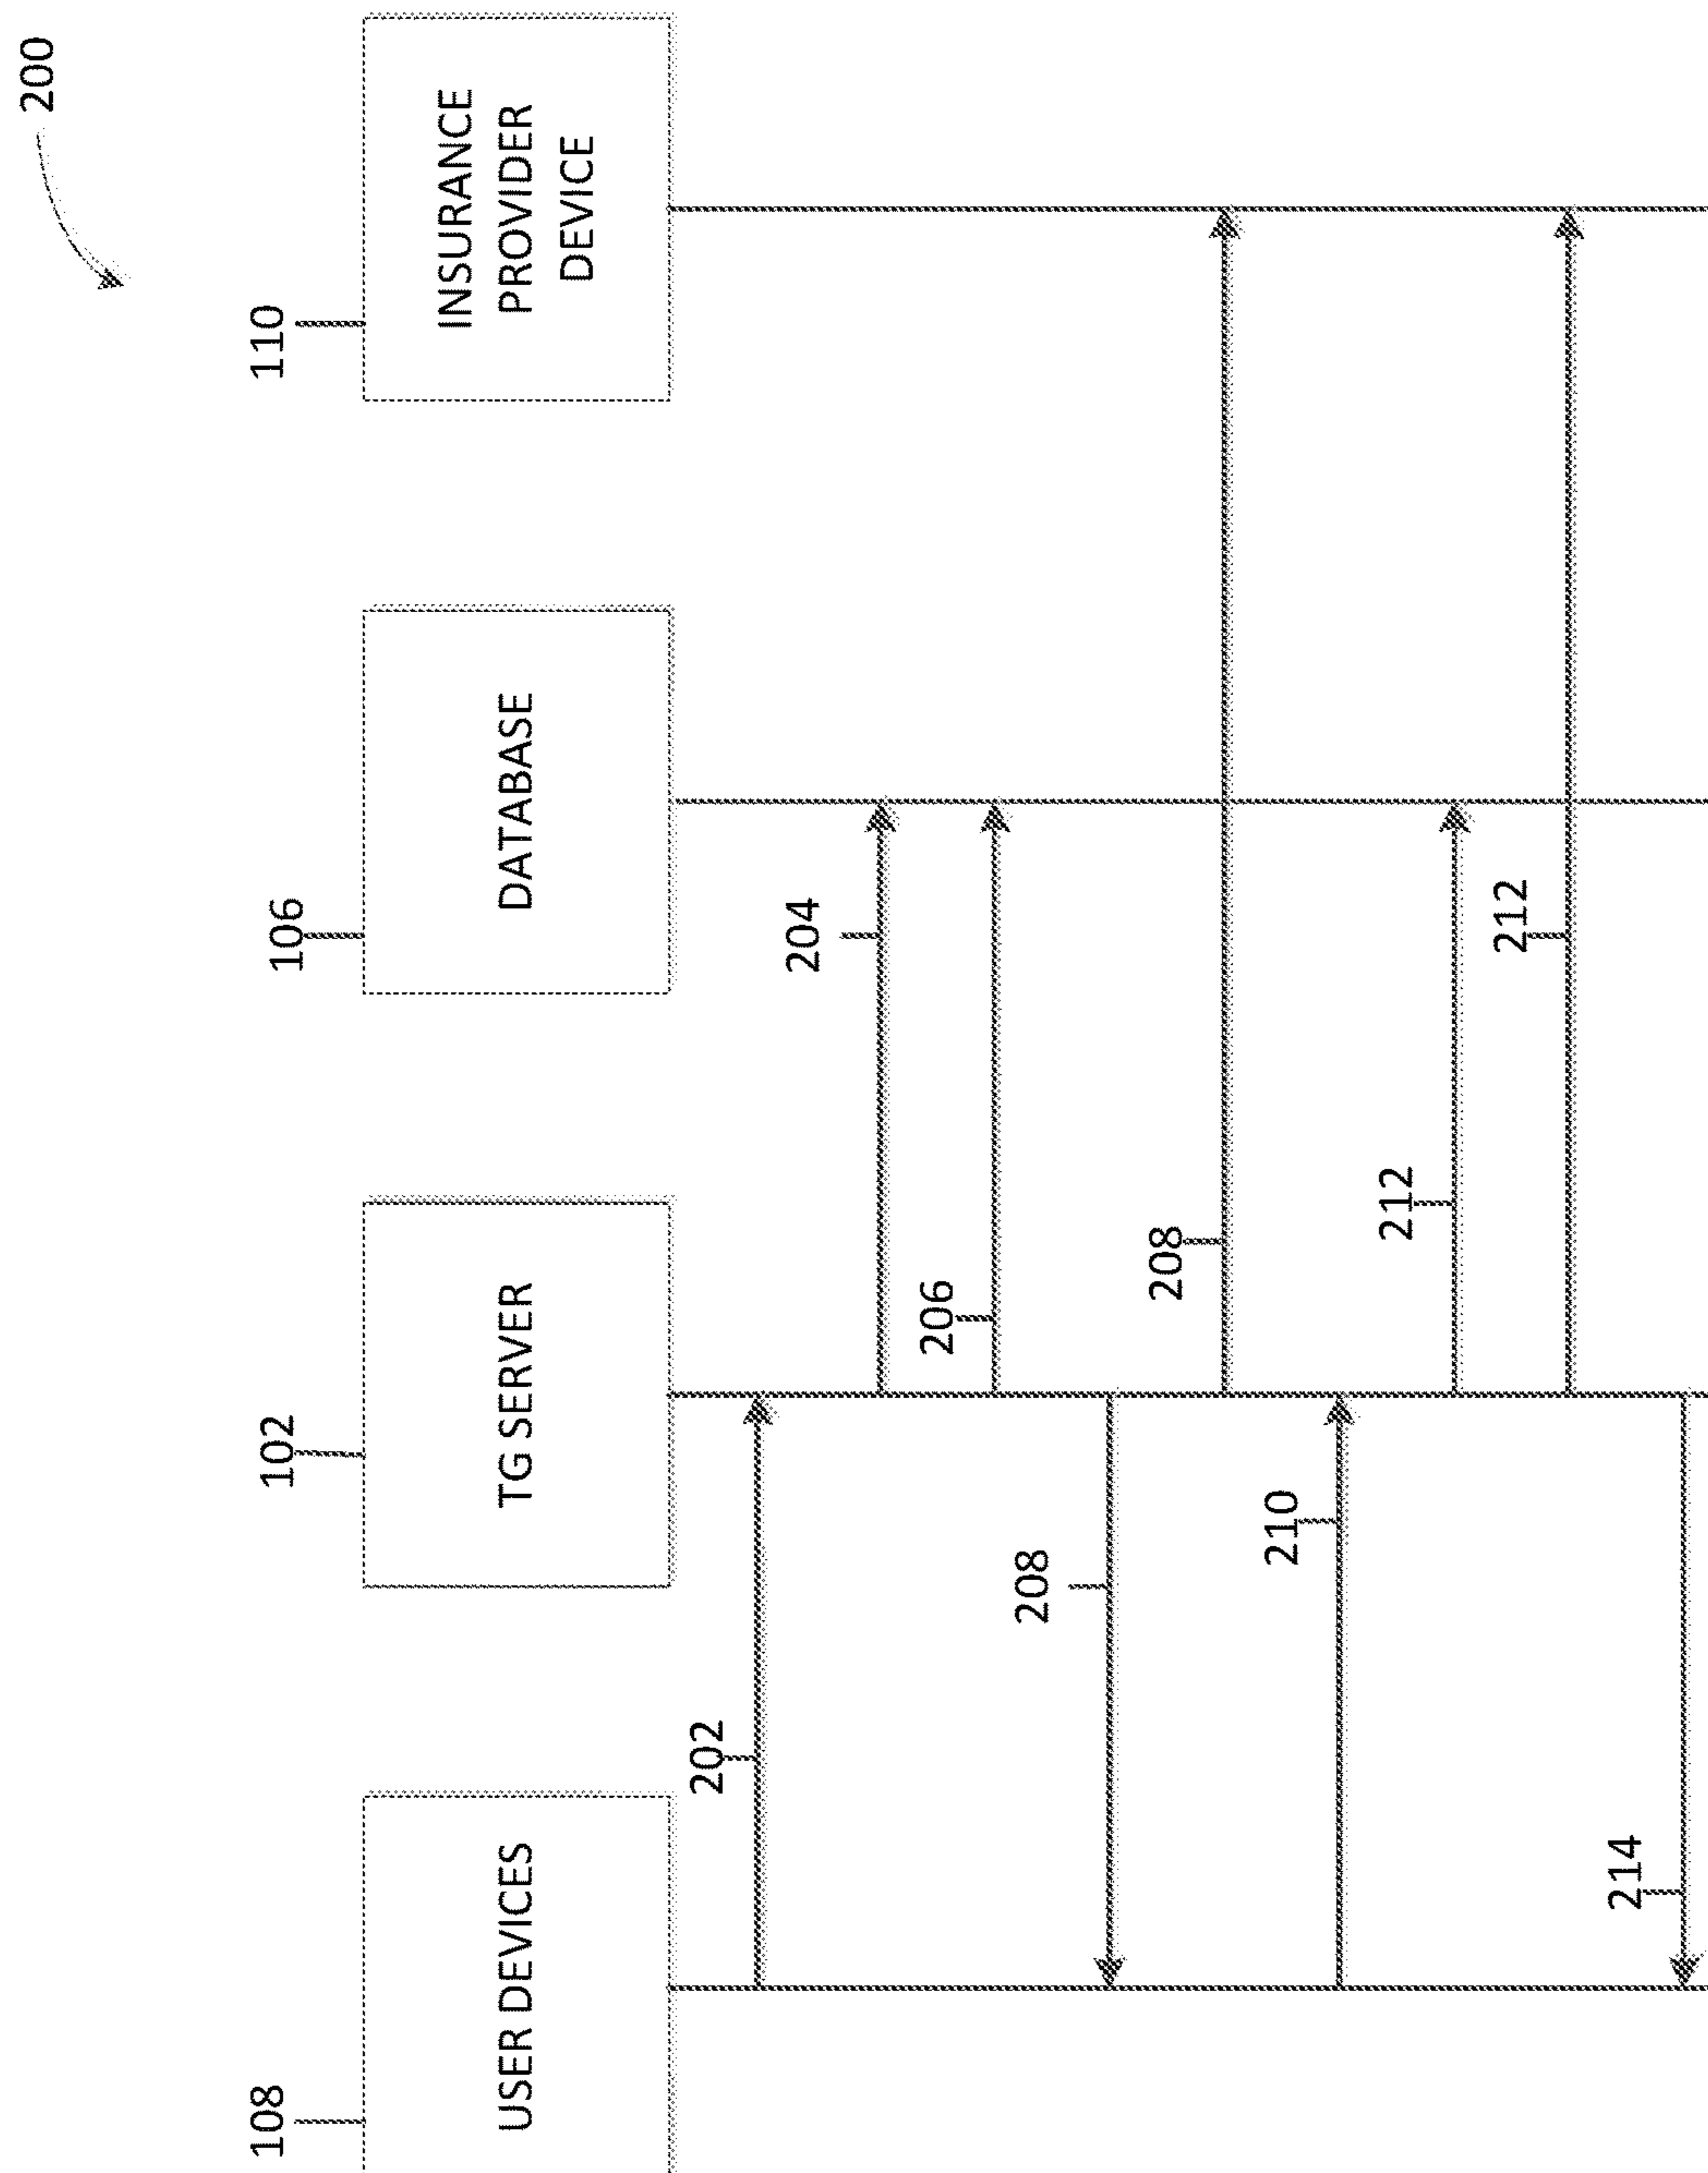 200
108
USER DEVICES
102
TG SERVER
106
DATABASE
110
INSURANCE
PROVIDER
DEVICE
202
204
206
208
208
210
212
212
214